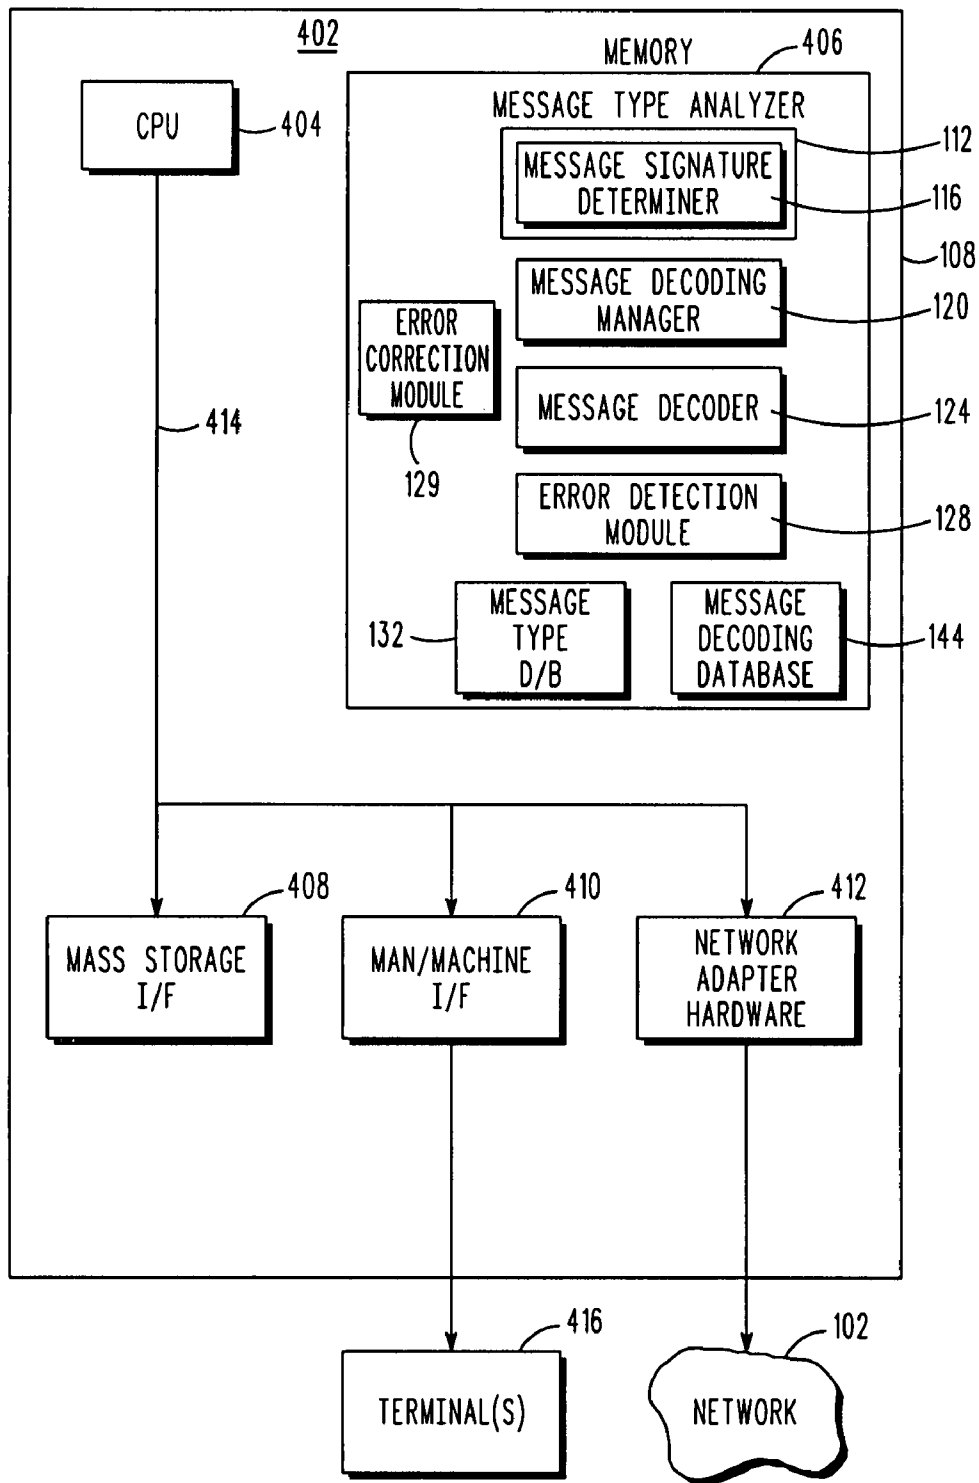 402
MEMORY
406
CPU
404
MESSAGE TYPE ANALYZER
112
MESSAGE SIGNATURE
DETERMINER
116
108
MESSAGE DECODING
MANAGER
120
ERROR
CORRECTION
MODULE
129
MESSAGE DECODER
124
414
ERROR DETECTION
MODULE
128
132
MESSAGE
TYPE
D/B
MESSAGE
DECODING
DATABASE
144
408
MASS STORAGE
I/F
410
MAN/MACHINE
I/F
412
NETWORK
ADAPTER
HARDWARE
416
TERMINAL(S)
102
NETWORK